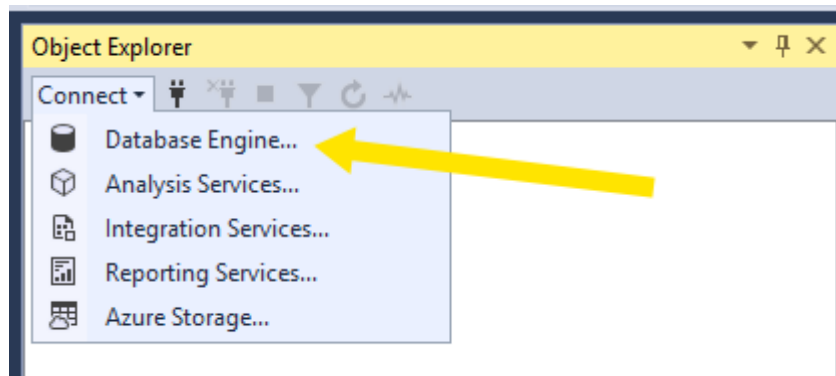 Object Explorer
Connect
Database Engine...
Analysis Services...
Integration Services...
Reporting Services...
Azure Storage...